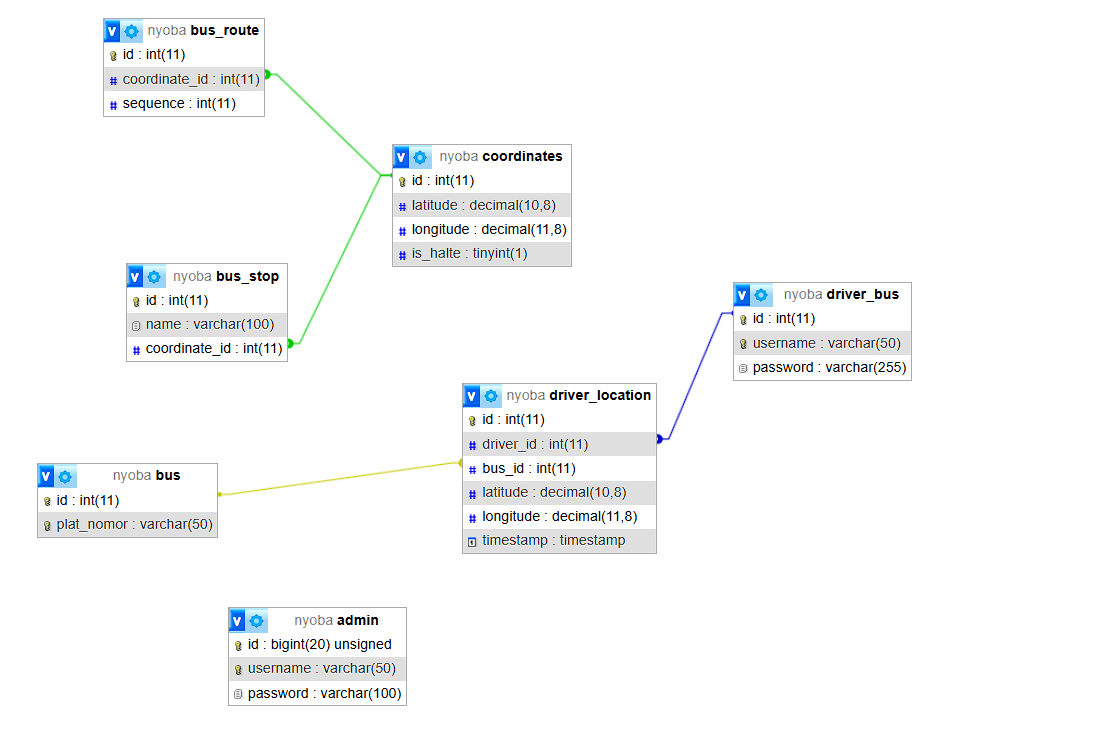 nyoba bus_route
id : int(11)
# coordinate_id : int(11)
# sequence : int(11)
nyoba coordinates
id : int(11)
# latitude : decimal(10,8)
# longitude : decimal(11,8)
# is_halte : tinyint(1)
nyoba bus_stop
id : int(11)
name : varchar(100)
# coordinate_id : int(11)
nyoba driver_bus
id : int(11)
username : varchar(50)
password : varchar(255)
nyoba driver_location
id : int(11)
# driver_id : int(11)
# bus_id : int(11)
# latitude : decimal(10,8)
# longitude : decimal(11,8)
timestamp : timestamp
nyoba bus
id : int(11)
plat_nomor : varchar(50)
nyoba admin
id : bigint(20) unsigned
username : varchar(50)
password : varchar(100)